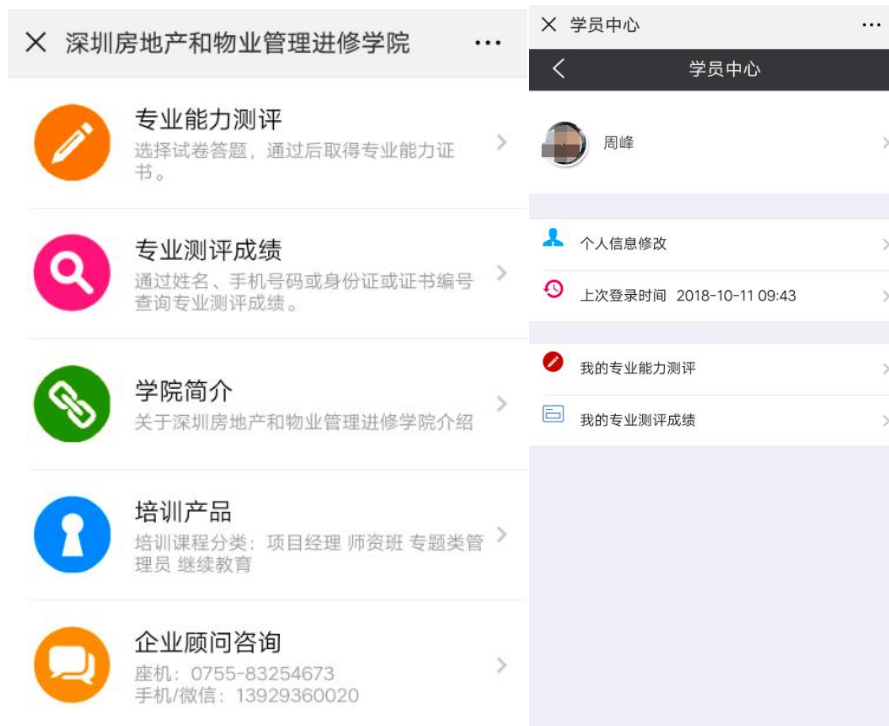 深圳房地产和物业管理进修学院
专业能力测评
选择试卷答题，通过后取得专业能力证
书。
专业测评成绩
通过姓名、手机号码或身份证或证书编号
查询专业测评成绩。
学院简介
关于深圳房地产和物业管理进修学院介绍
培训产品
培训课程分类：项目经理 师资班 专题类管
理员 继续教育
企业顾问咨询
座机：0755-83254673
手机/微信：13929360020
学员中心
学员中心
周峰
个人信息修改
上次登录时间 2018-10-11 09:43
我的专业能力测评
我的专业测评成绩